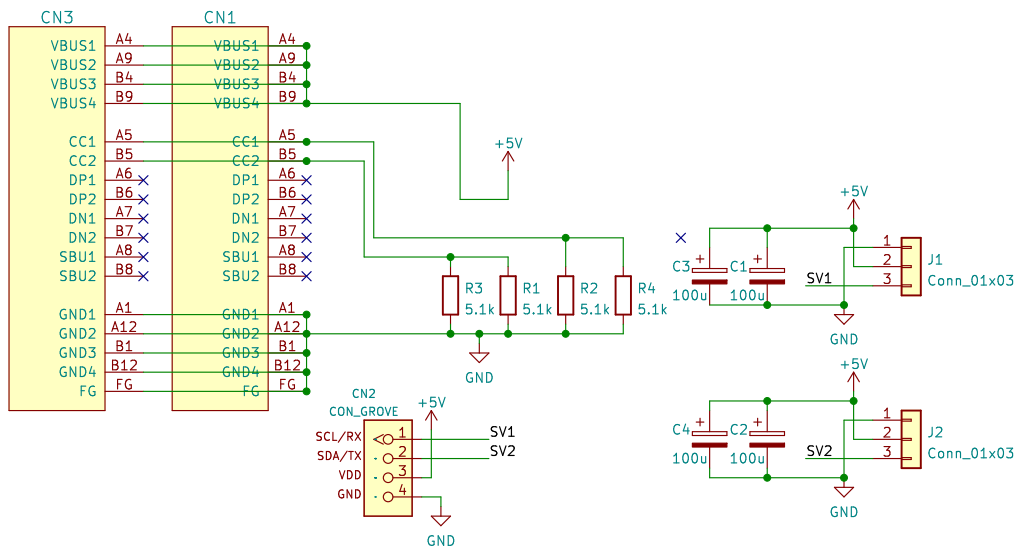 CN3
CN1
VBUS1 A4 VBUS1 A4
VBUS2 A9 VBUS2 A9
VBUS3 B4 VBUS3 B4
VBUS4 B9 VBUS4 B9
CC1 A5 CC1 A5
CC2 B5 CC2 B5
DP1 A6 DP1 A6
DP2 B6 DP2 B6
DN1 A7 DN1 A7
DN2 B7 DN2 B7
SBU1 A8 SBU1 A8
SBU2 B8 SBU2 B8
GND1 A1 GND1 A1
GND2 A12 GND2 A12
GND3 B1 GND3 B1
GND4 B12 GND4 B12
FG FG FG FG
+5V
R3 R1 R2 R4
5.1k 5.1k 5.1k 5.1k
GND
CN2
CON_GROVE
+5V
SCL/RX 1 SV1
SDA/TX 2 SV2
VDD 3
GND 4
GND
+5V
C3 + C1 +
100u 100u
SV1
1
2
3
J1
Conn_01x03
GND
+5V
C4 + C2 +
100u 100u
SV2
1
2
3
J2
Conn_01x03
GND